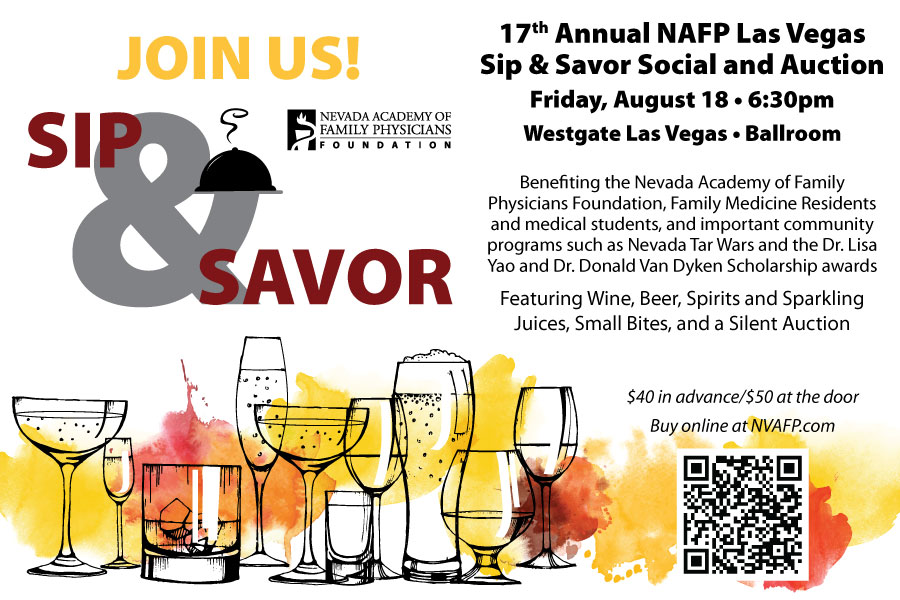 JOIN US!
SIP
&
SAVOR
NEVADA ACADEMY OF
FAMILY PHYSICIANS
FOUNDATION
17th Annual NAFP Las Vegas
Sip & Savor Social and Auction
Friday, August 18 • 6:30pm
Westgate Las Vegas • Ballroom
Benefiting the Nevada Academy of Family
Physicians Foundation, Family Medicine Residents
and medical students, and important community
programs such as Nevada Tar Wars and the Dr. Lisa
Yao and Dr. Donald Van Dyken Scholarship awards
Featuring Wine, Beer, Spirits and Sparkling
Juices, Small Bites, and a Silent Auction
$40 in advance/$50 at the door
Buy online at NVAFP.com